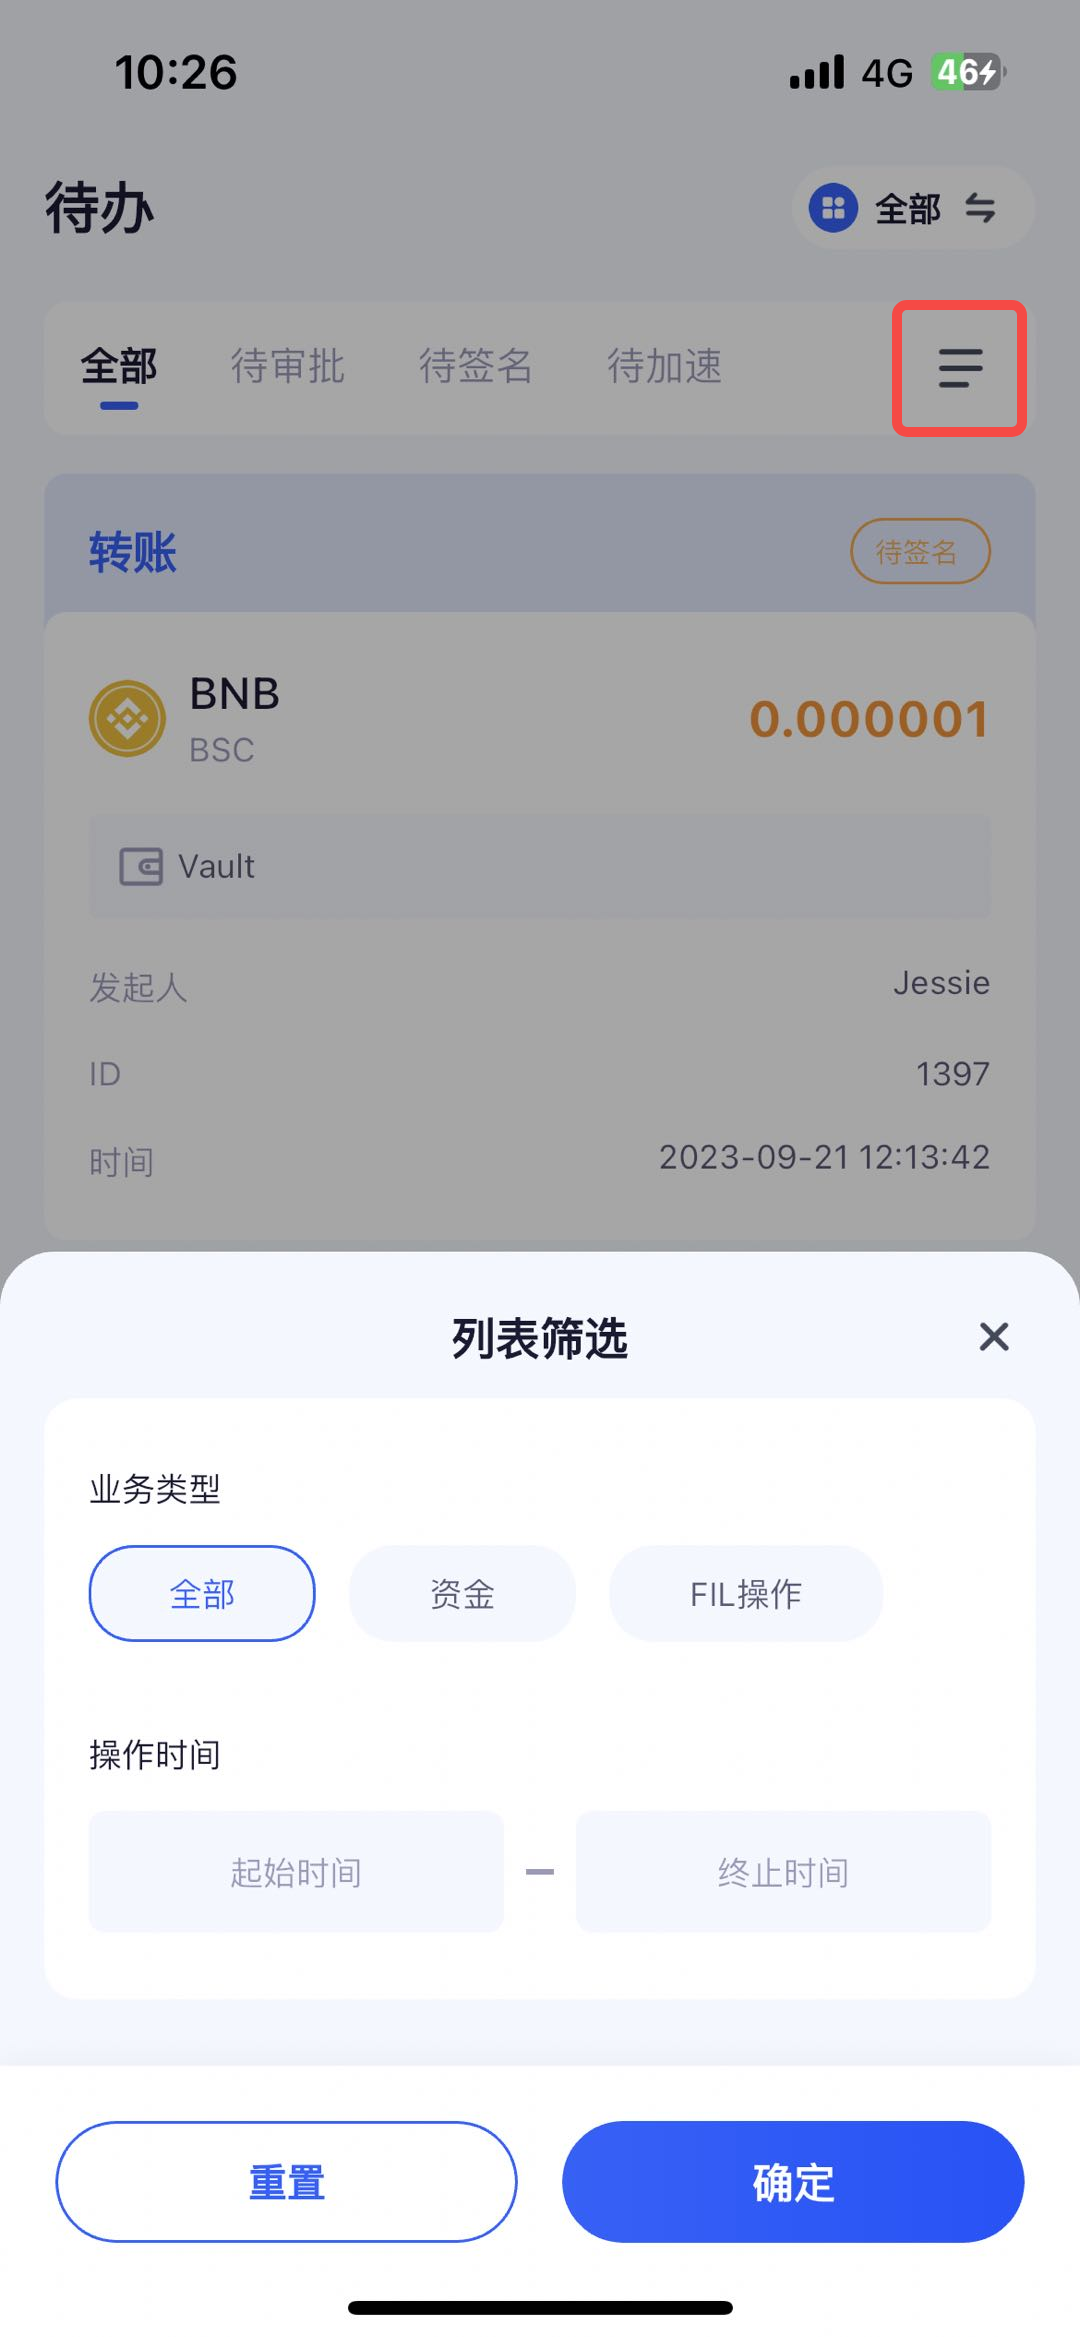 10:26 4G 46
待办 全部
全部 待审批 待签名 待加速
转账 待签名
BNB
BSC
0.000001
Vault
发起人 Jessie
ID 1397
时间 2023-09-21 12:13:42
列表筛选
业务类型
全部 资金 FIL操作
操作时间
起始时间 – 终止时间
重置 确定